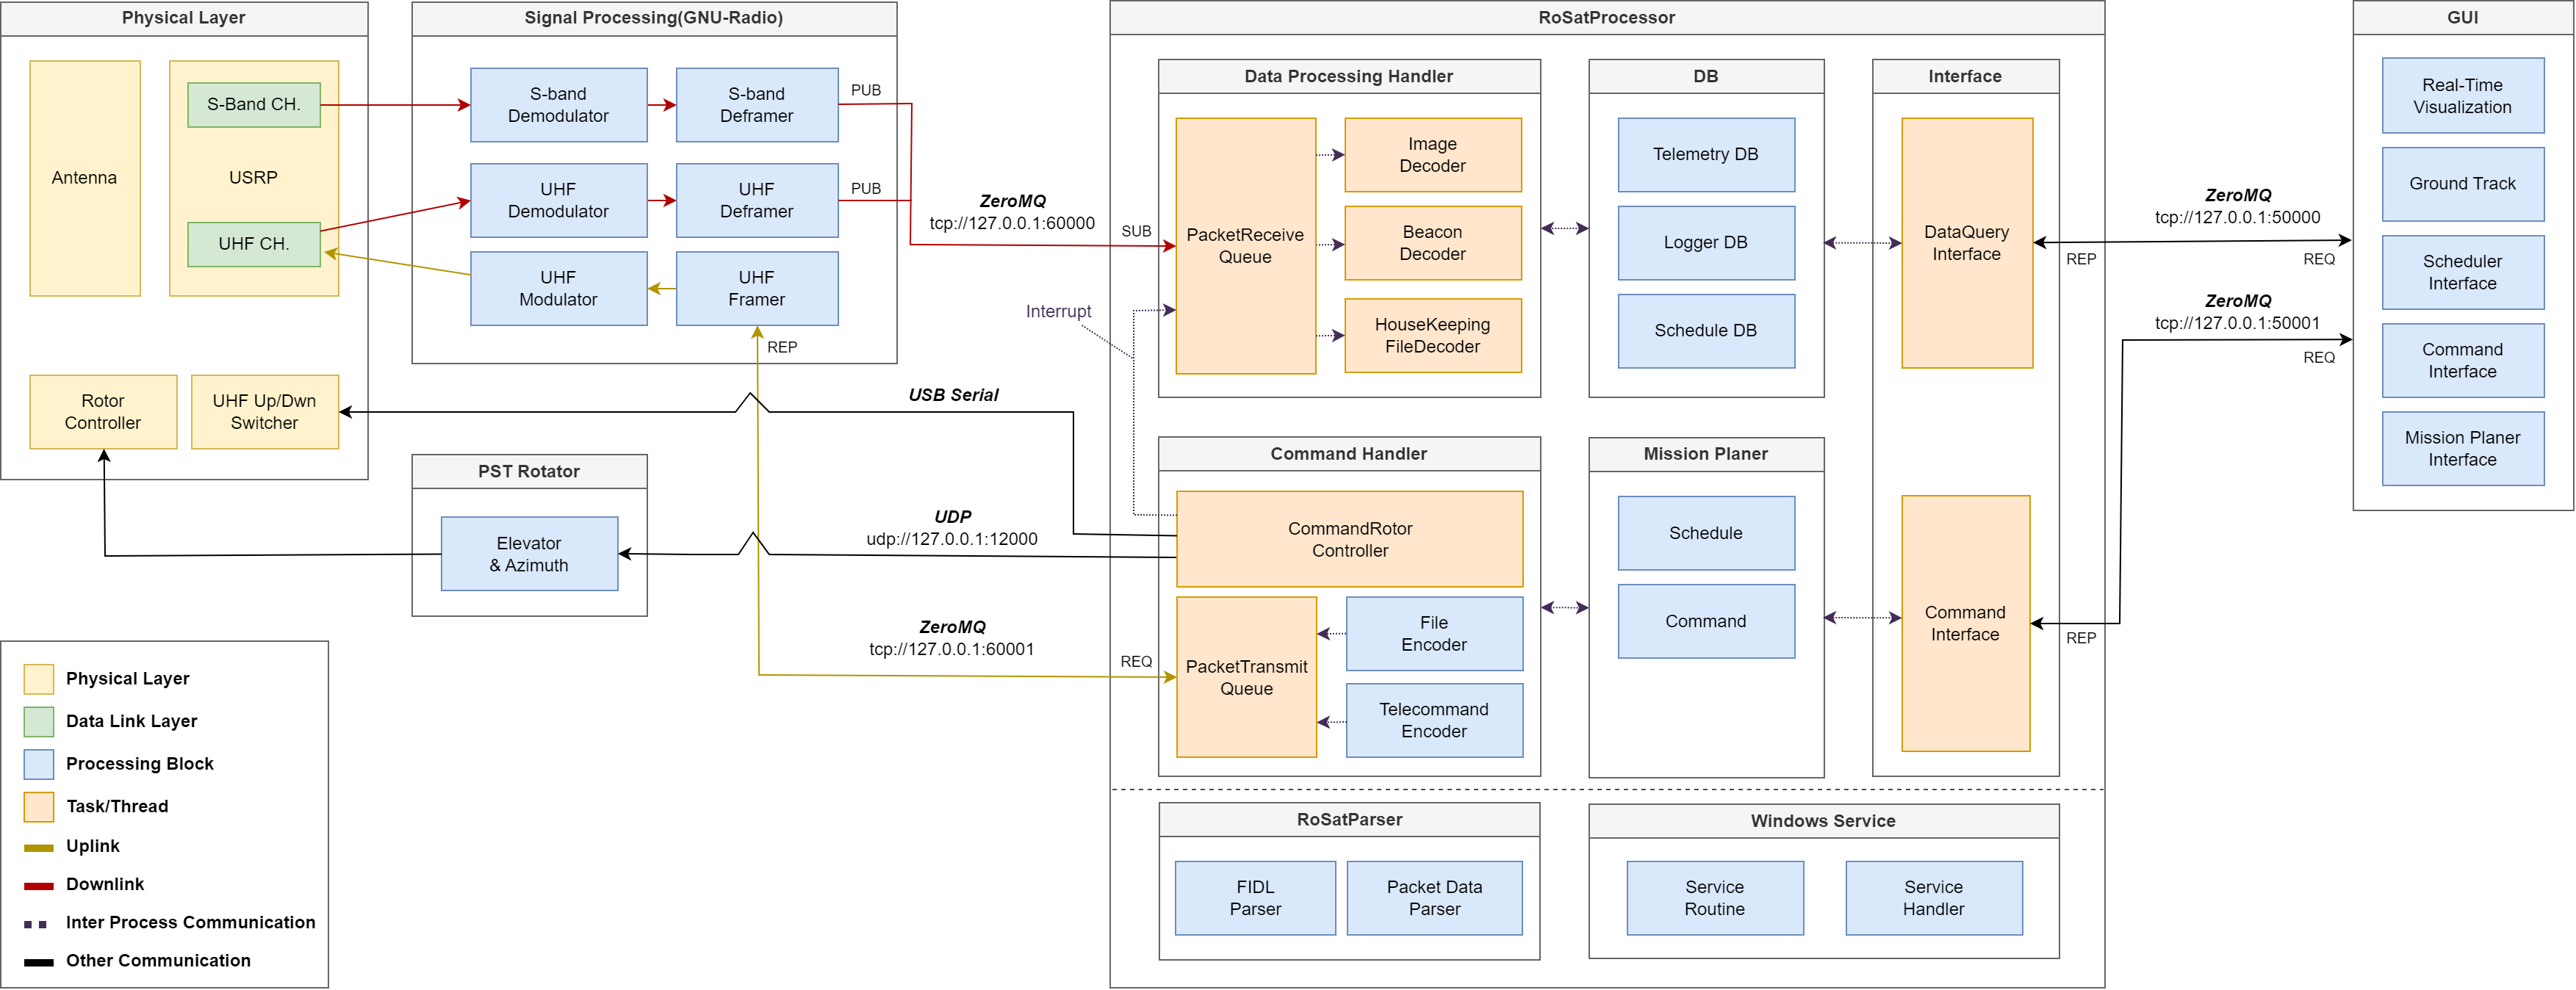 Physical Layer
Antenna
S-Band CH.
USRP
UHF CH.
Rotor
Controller
UHF Up/Dwn
Switcher
Signal Processing(GNU-Radio)
S-band
Demodulator
S-band
Deframer
UHF
Demodulator
UHF
Deframer
UHF
Modulator
UHF
Framer
PUB
PUB
REP
PST Rotator
Elevator
& Azimuth
ZeroMQ
tcp://127.0.0.1:60000
SUB
Interrupt
USB Serial
UDP
udp://127.0.0.1:12000
ZeroMQ
tcp://127.0.0.1:60001
REQ
RoSatProcessor
Data Processing Handler
PacketReceive
Queue
Image
Decoder
Beacon
Decoder
HouseKeeping
FileDecoder
DB
Telemetry DB
Logger DB
Schedule DB
Interface
DataQuery
Interface
Command
Interface
Command Handler
CommandRotor
Controller
PacketTransmit
Queue
File
Encoder
Telecommand
Encoder
Mission Planer
Schedule
Command
RoSatParser
FIDL
Parser
Packet Data
Parser
Windows Service
Service
Routine
Service
Handler
ZeroMQ
tcp://127.0.0.1:50000
REP
REQ
ZeroMQ
tcp://127.0.0.1:50001
REQ
REP
GUI
Real-Time
Visualization
Ground Track
Scheduler
Interface
Command
Interface
Mission Planer
Interface
Physical Layer
Data Link Layer
Processing Block
Task/Thread
Uplink
Downlink
Inter Process Communication
Other Communication